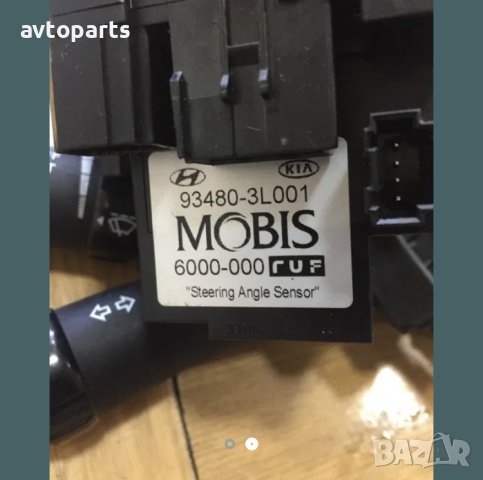 avtoparts
KIA
93480-3L001
MOBIS
6000-000 ruf
"Steering Angle Sensor"
BAZAR